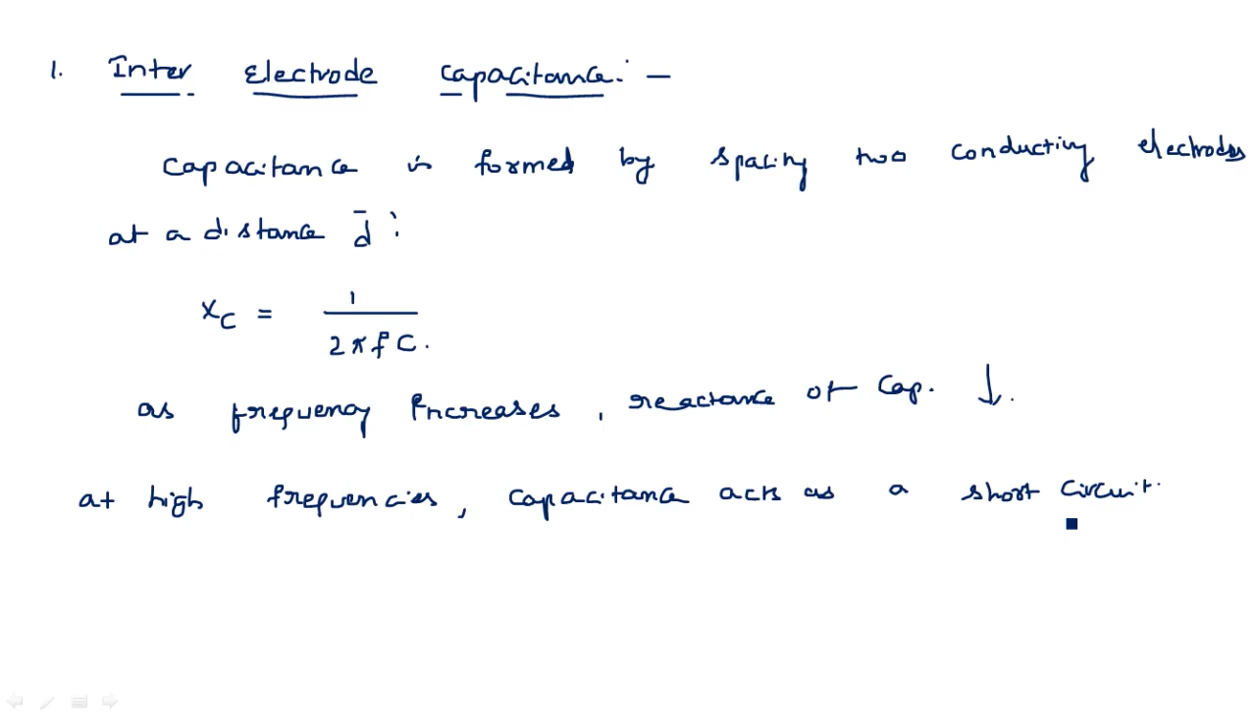 1. Inter Electrode Capacitance: -
Capacitance is formed by spacing two conducting electrodes
at a distance d:
Xc = 1 / 2πfC.
as frequency increases, reactance of Cap. ↓.
at high frequencies, capacitance acts as a short circuit.